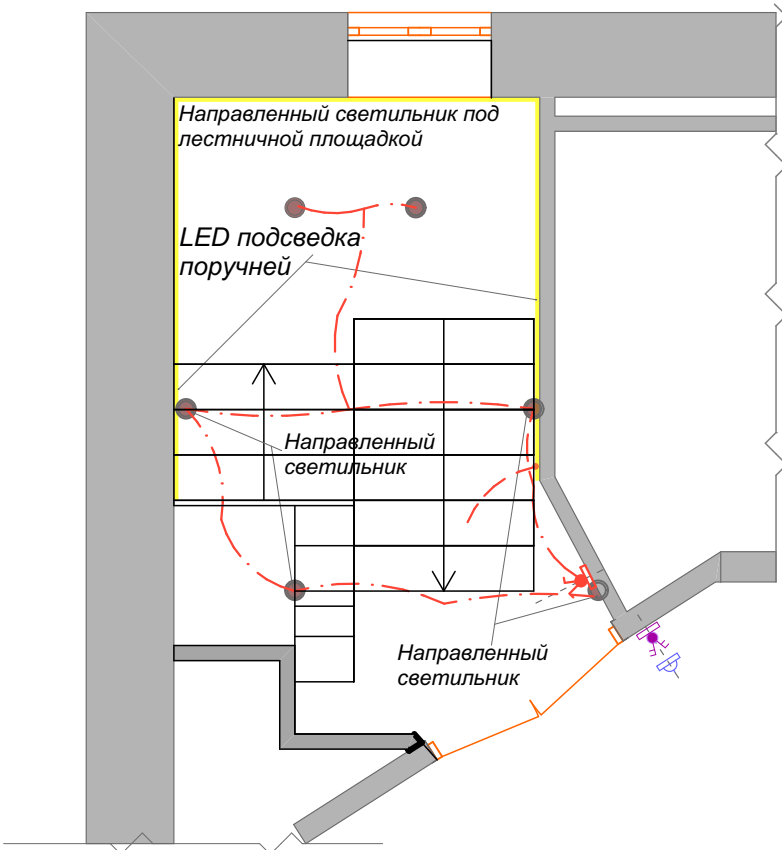 Направленный светильник под
лестничной площадкой
LED подсведка
поручней
Направленный
светильник
Направленный
светильник